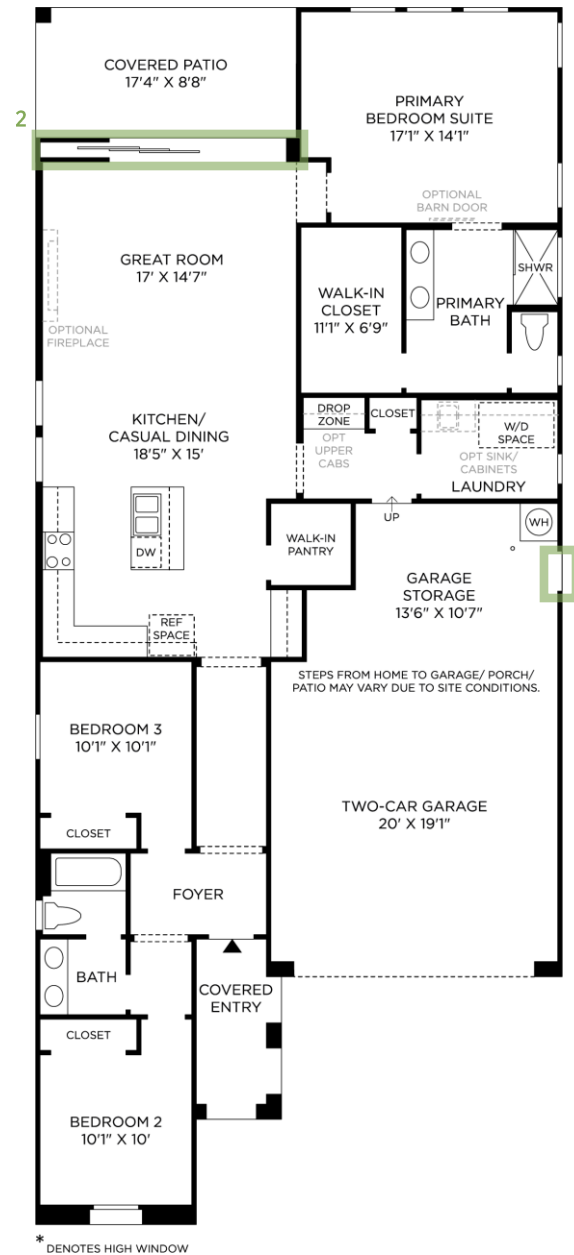 COVERED PATIO
17'4" X 8'8"
2
PRIMARY
BEDROOM SUITE
17'1" X 14'1"
OPTIONAL
BARN DOOR
GREAT ROOM
17' X 14'7"
OPTIONAL
FIREPLACE
WALK-IN
CLOSET
11'1" X 6'9"
PRIMARY
BATH
SHWR
KITCHEN/
CASUAL DINING
18'5" X 15'
DROP
ZONE
OPT
UPPER
CABS
CLOSET
W/D
SPACE
OPT SINK/
CABINETS
LAUNDRY
UP
DW
WALK-IN
PANTRY
WH
REF
SPACE
GARAGE
STORAGE
13'6" X 10'7"
STEPS FROM HOME TO GARAGE/ PORCH/
PATIO MAY VARY DUE TO SITE CONDITIONS.
BEDROOM 3
10'1" X 10'1"
CLOSET
TWO-CAR GARAGE
20' X 19'1"
FOYER
BATH
COVERED
ENTRY
CLOSET
BEDROOM 2
10'1" X 10'
* DENOTES HIGH WINDOW